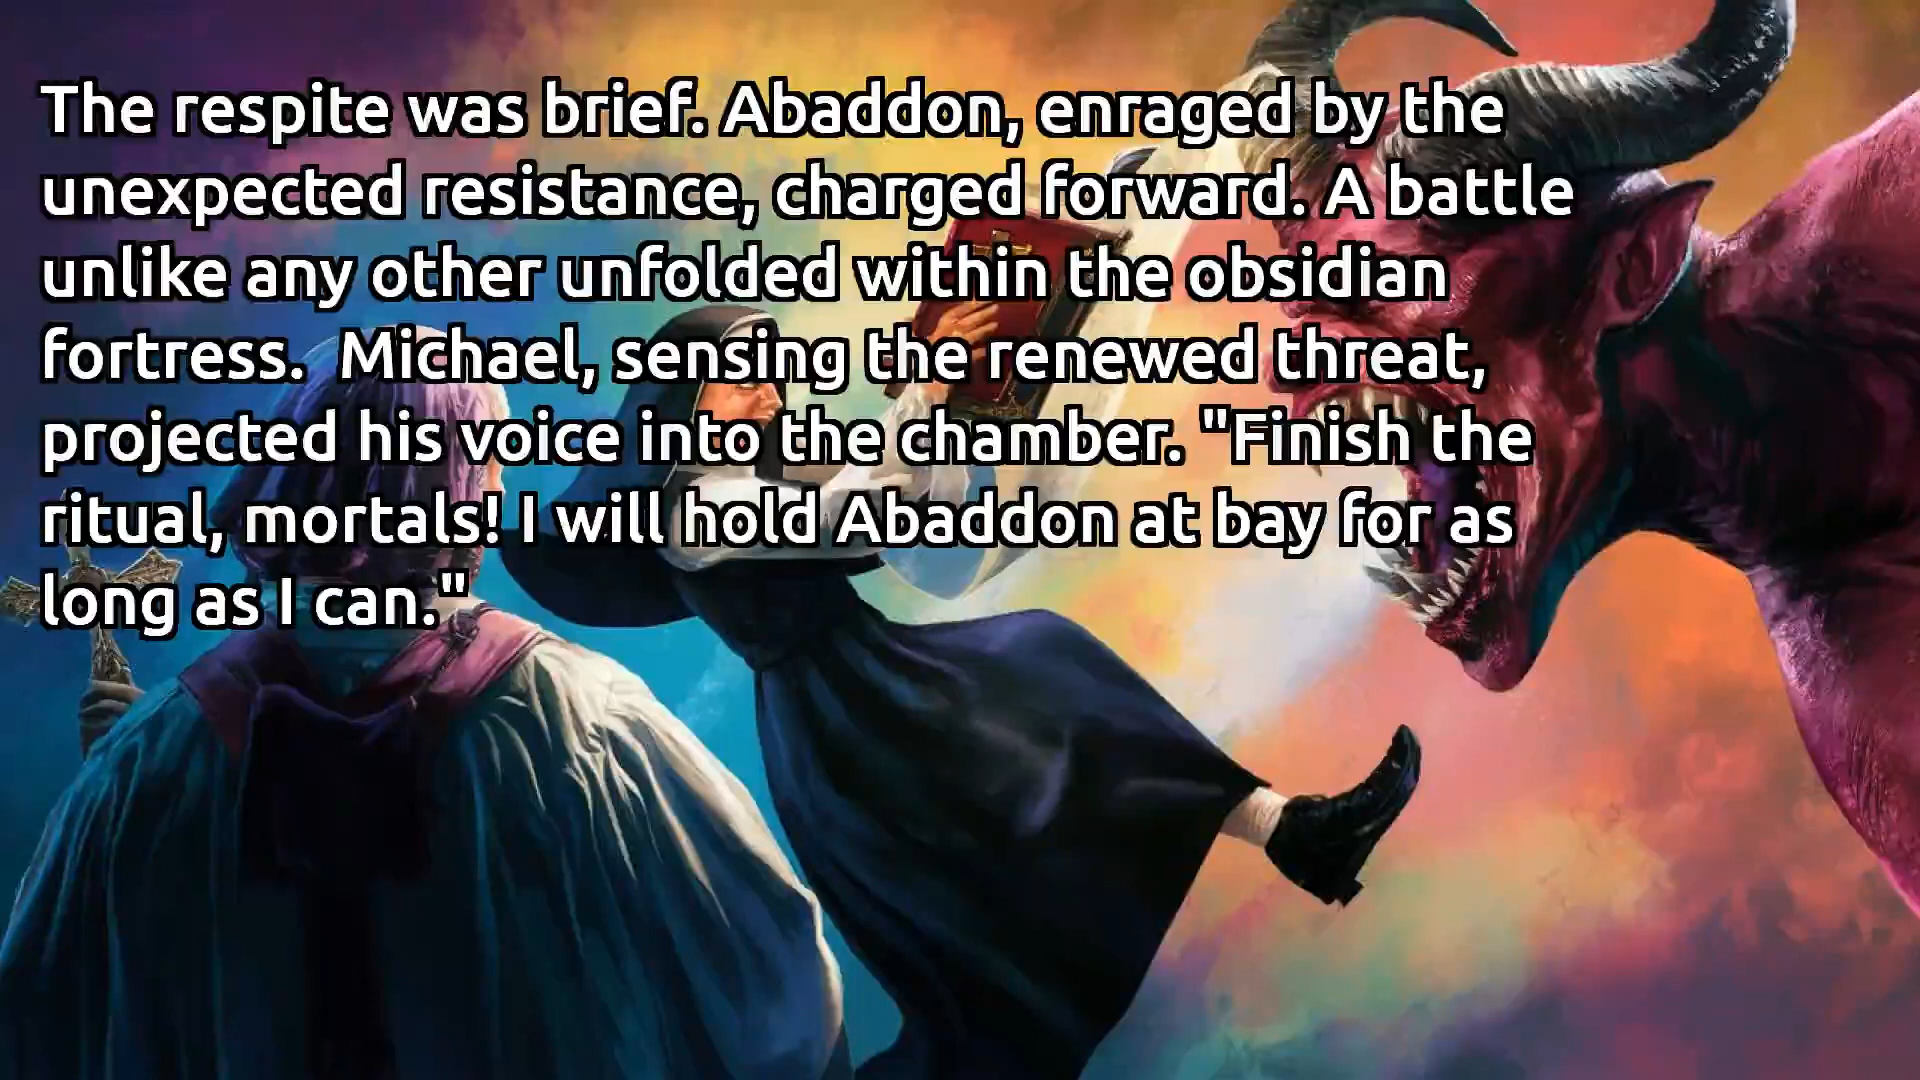 The respite was brief. Abaddon, enraged by the
unexpected resistance, charged forward. A battle
unlike any other unfolded within the obsidian
fortress.  Michael, sensing the renewed threat,
projected his voice into the chamber. "Finish the
ritual, mortals! I will hold Abaddon at bay for as
long as I can."